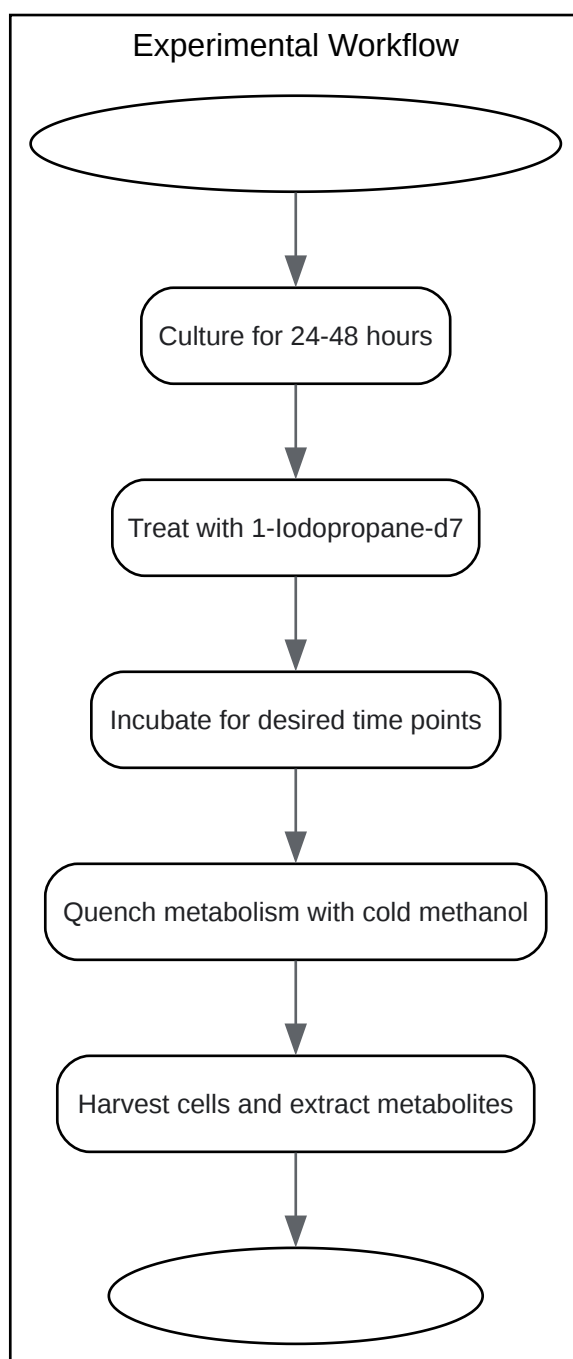 Experimental Workflow
Culture for 24-48 hours
Treat with 1-Iodopropane-d7
Incubate for desired time points
Quench metabolism with cold methanol
Harvest cells and extract metabolites